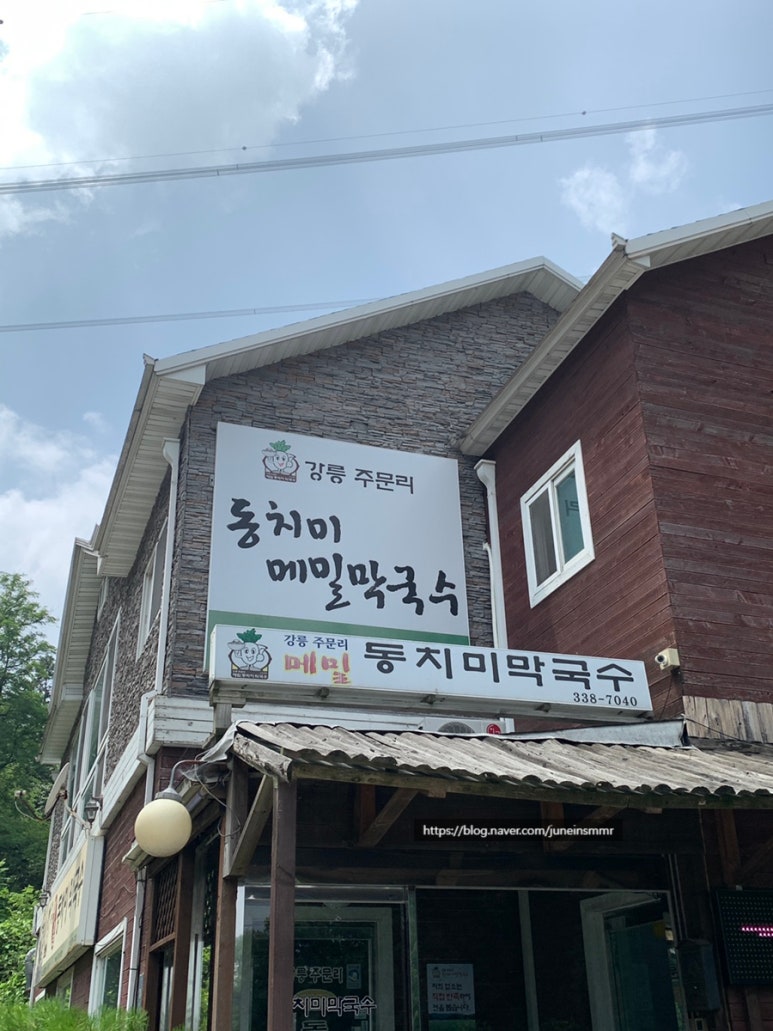 강릉 주문리
동치미
메밀막국수
강릉 주문리
메밀 동치미막국수
338-7040
https://blog.naver.com/juneinsmmr
강릉주문리
동치미막국수